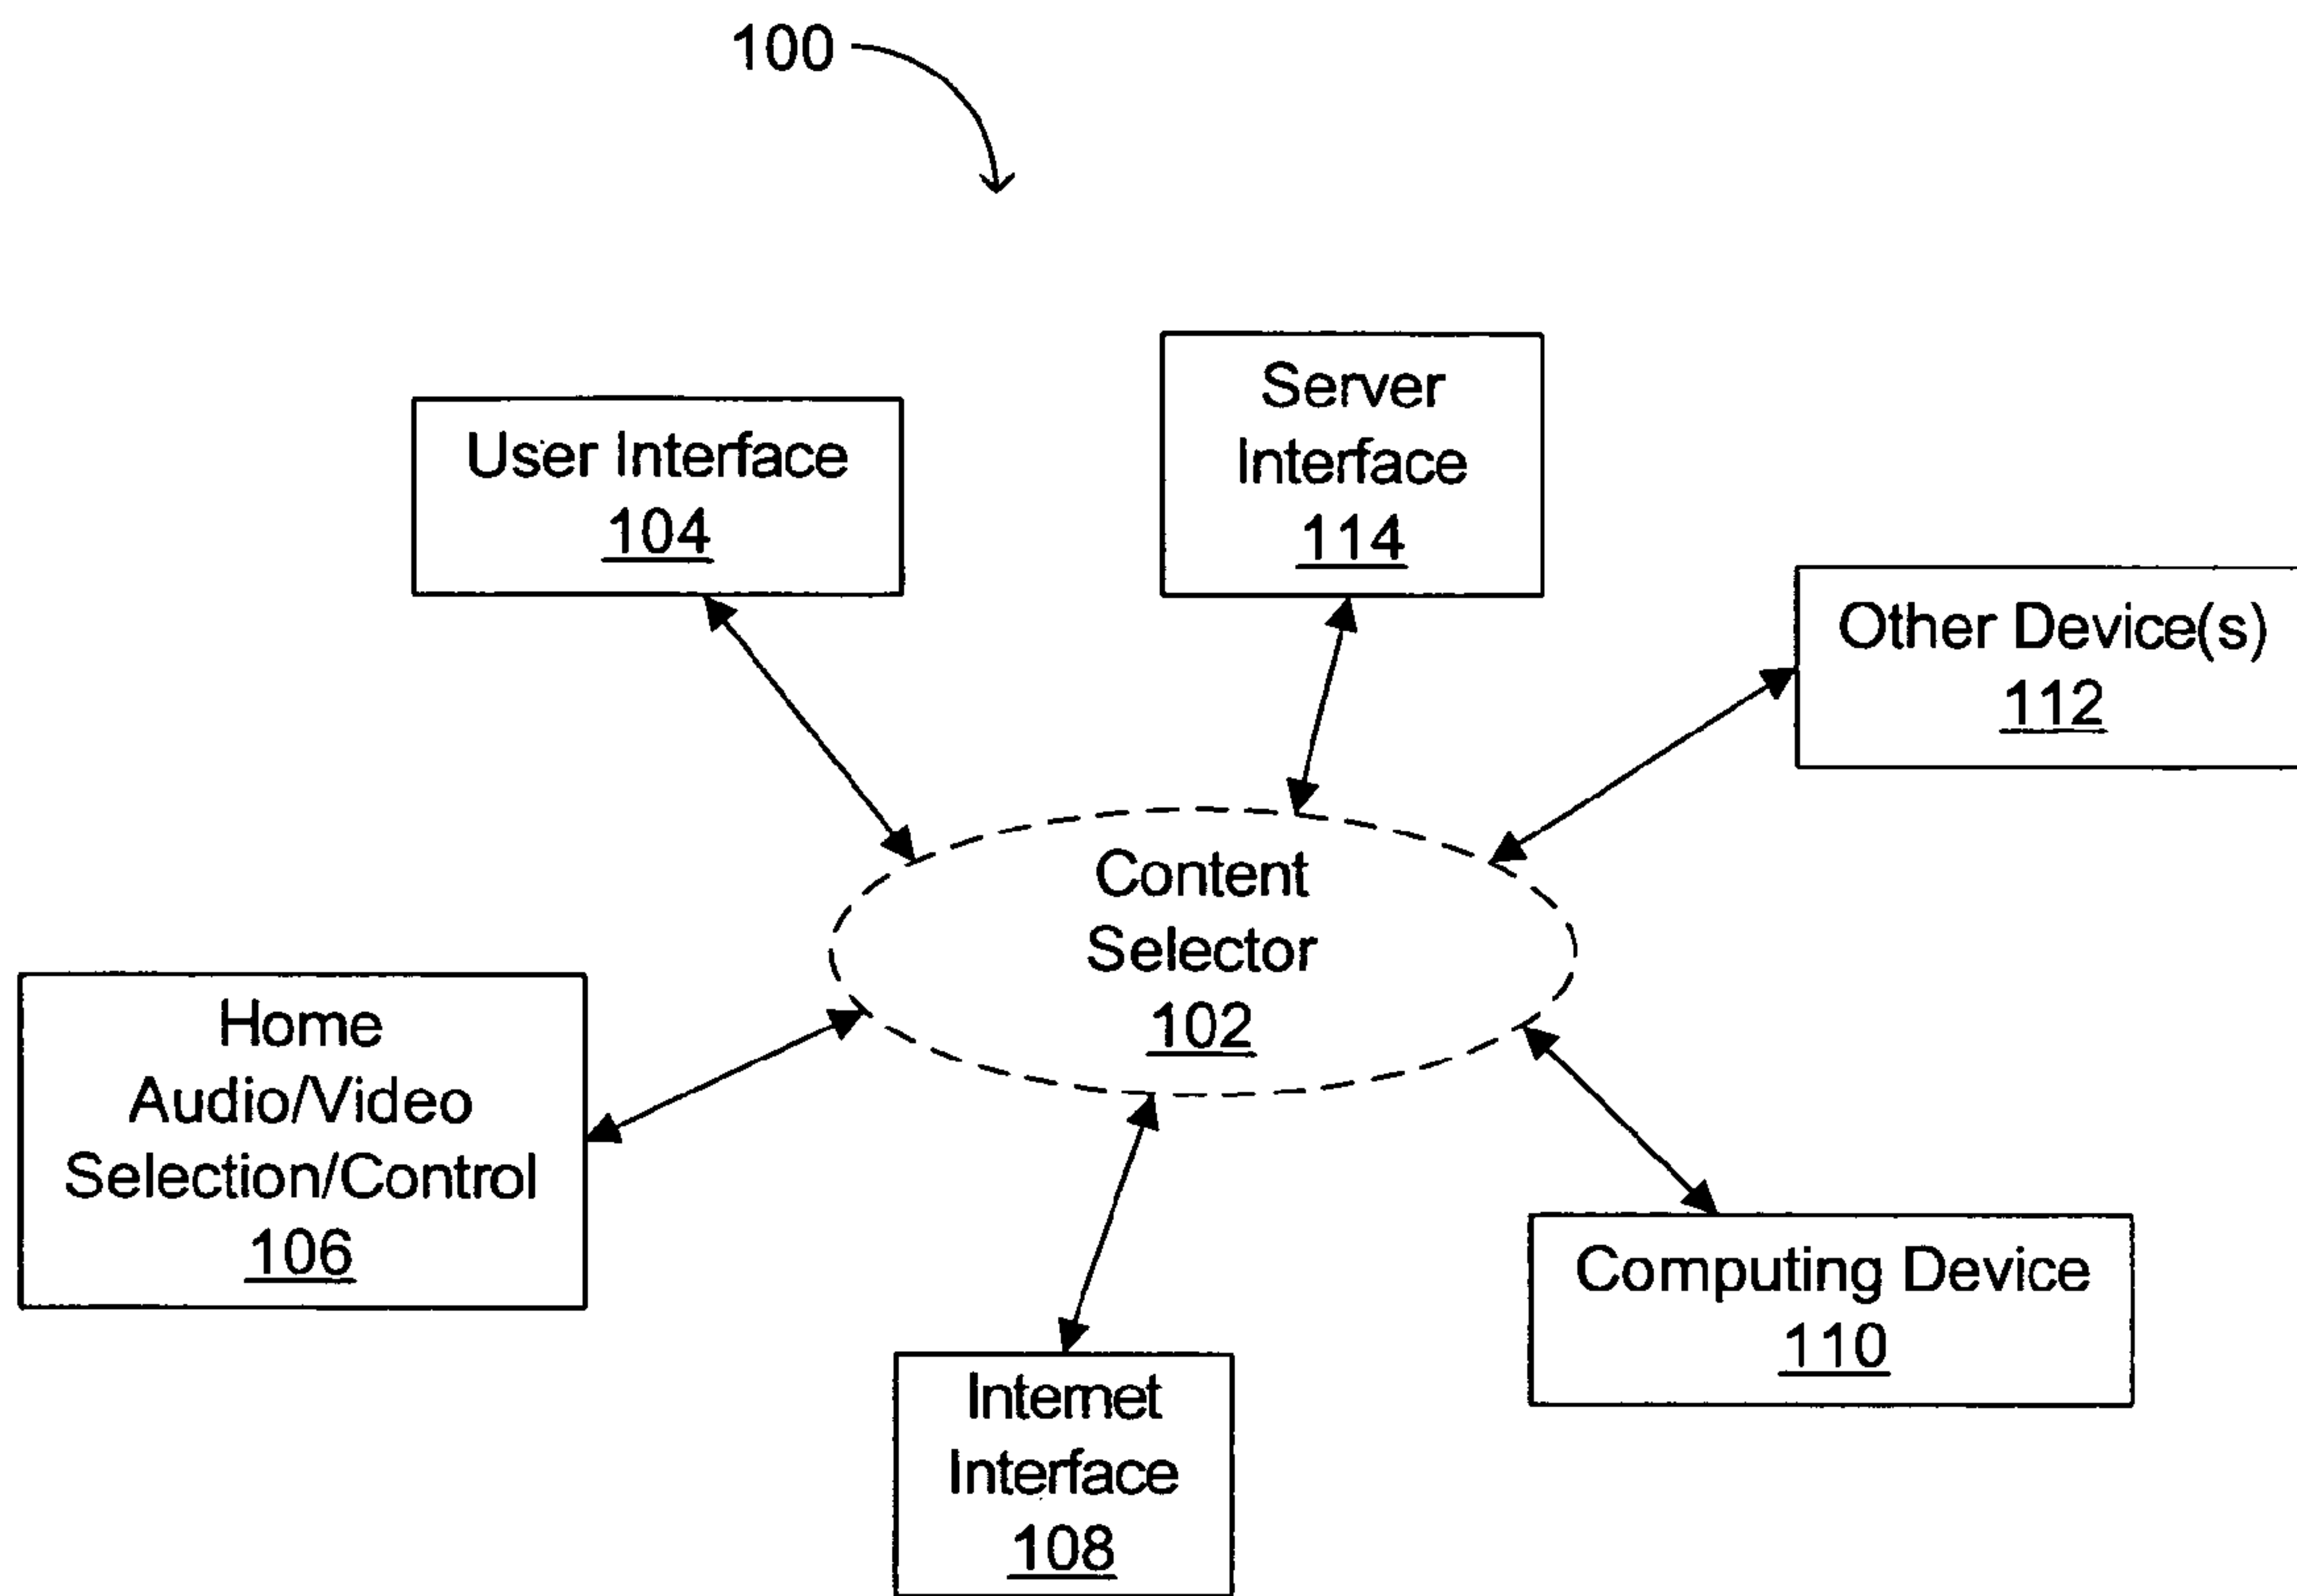 100
User Interface
104
Server
Interface
114
Other Device(s)
112
Content
Selector
102
Home
Audio/Video
Selection/Control
106
Computing Device
110
Internet
Interface
108